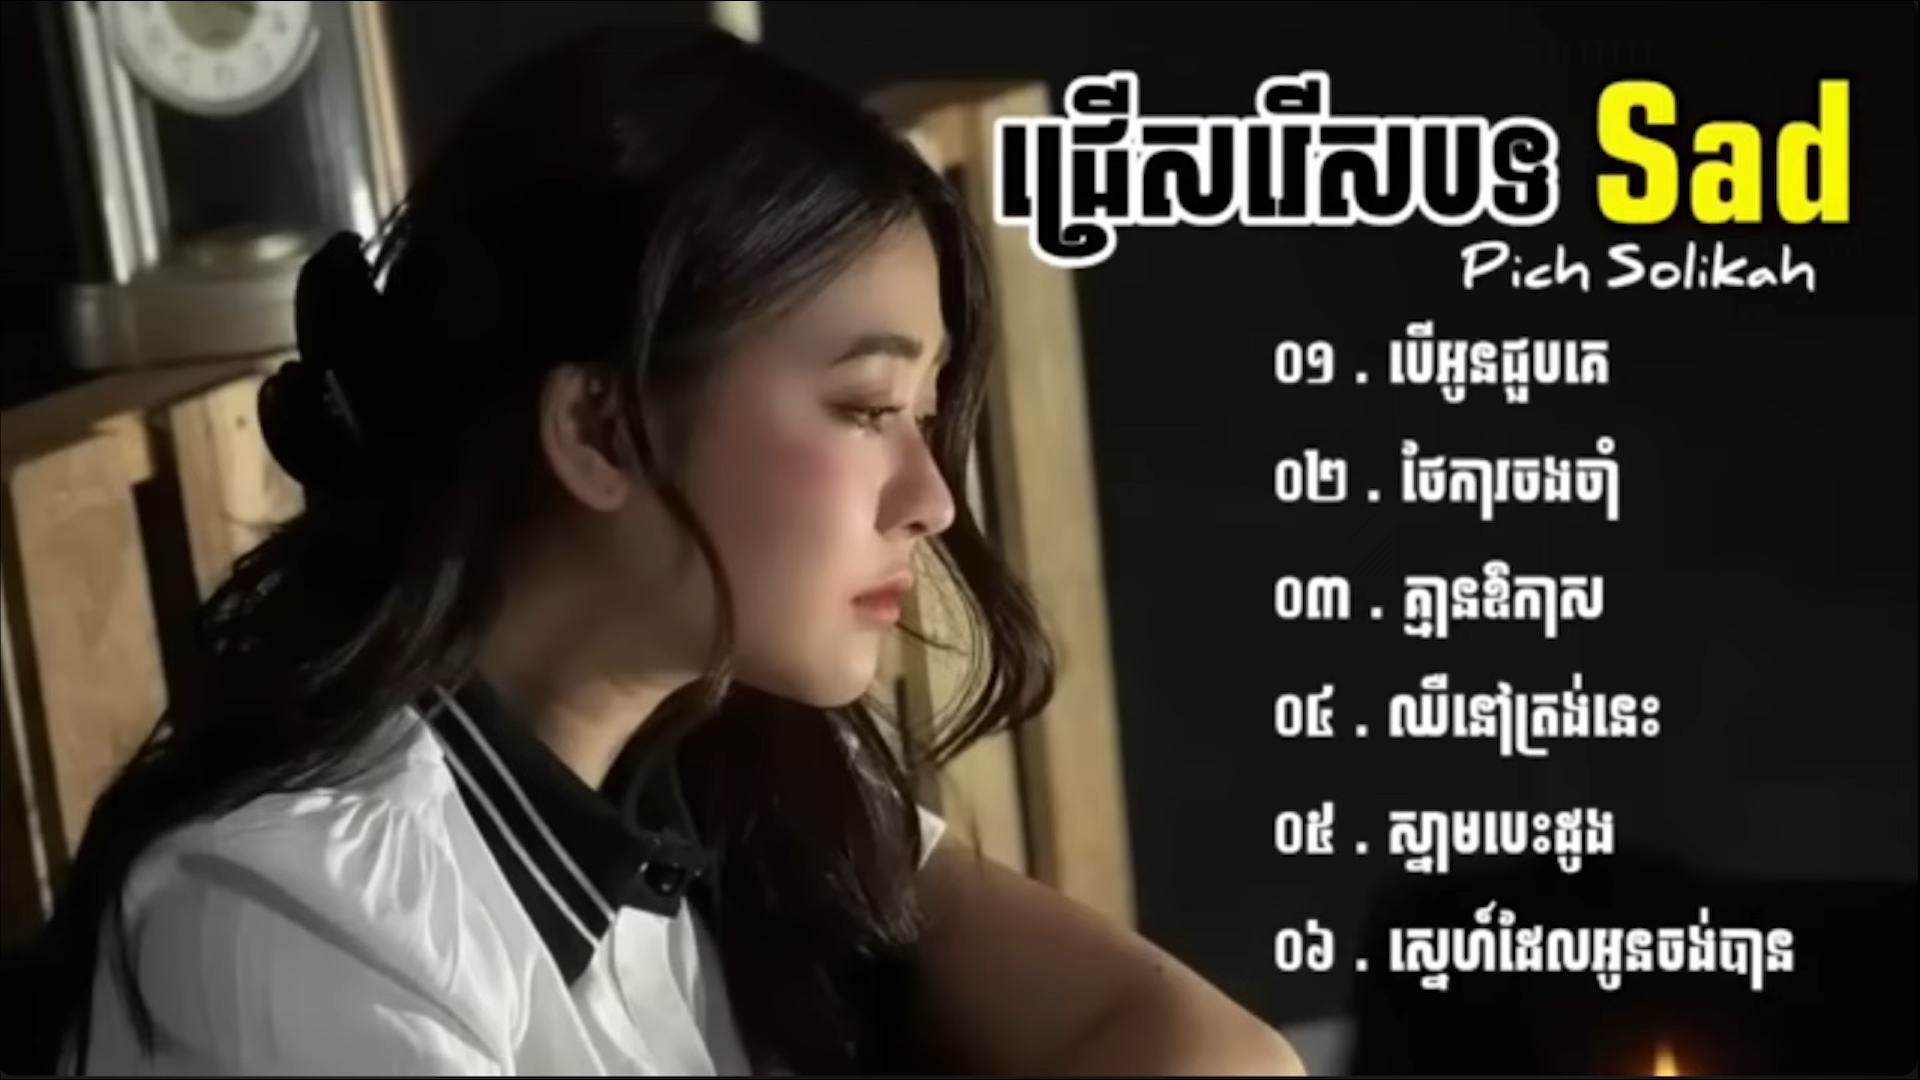 ជ្រើសរើសបទ Sad
Pich Solikah
០១ . បើអូនជួបគេ
០២ . ថែការចងចាំ
០៣ . គ្មានឱកាស
០៤ . ឈឺនៅត្រង់នេះ
០៥ . ស្នាមបេះដូង
០៦ . ស្នេហ៍ដែលអូនចង់បាន